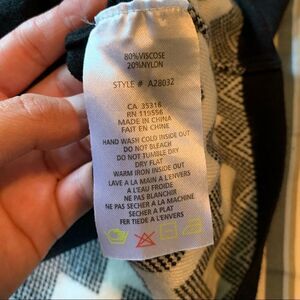 80%VISCOSE
20%NYLON
STYLE # A28032
CA 35316
RN 119556
MADE IN CHINA
FAIT EN CHINE
HAND WASH COLD INSIDE OUT
DO NOT BLEACH
DO NOT TUMBLE DRY
DRY FLAT
WARM IRON INSIDE OUT
LAVE A LA MAIN A L'ENVERS
A L'EAU FROIDE
NE PAS BLANCHIR
NE PAS SECHER A LA MACHINE
SECHER A PLAT
FER TIEDE A L'ENVERS